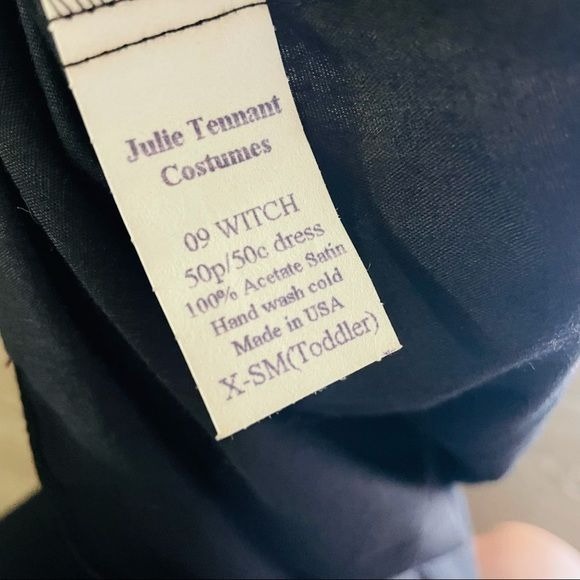 Julie Tennant
Costumes
09 WITCH
50p/50c dress
100% Acetate Satin
Hand wash cold
Made in USA
X-SM(Toddler)